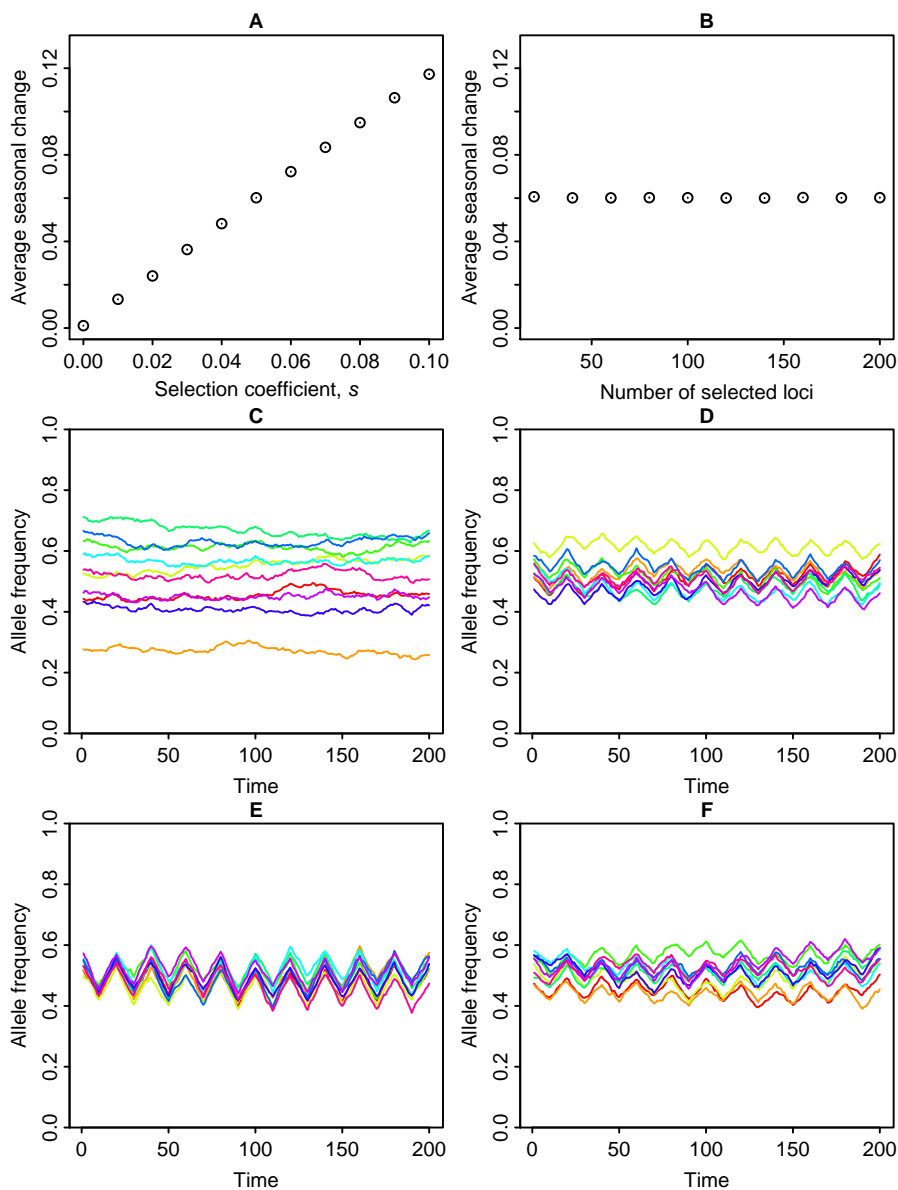 A
Average seasonal change
0.00 0.04 0.08 0.12
0.00 0.02 0.04 0.06 0.08 0.10
Selection coefficient, s
B
Average seasonal change
0.00 0.04 0.08 0.12
50 100 150 200
Number of selected loci
C
Allele frequency
0.0 0.2 0.4 0.6 0.8 1.0
0 50 100 150 200
Time
D
Allele frequency
0.0 0.2 0.4 0.6 0.8 1.0
0 50 100 150 200
Time
E
Allele frequency
0.0 0.2 0.4 0.6 0.8 1.0
0 50 100 150 200
Time
F
Allele frequency
0.0 0.2 0.4 0.6 0.8 1.0
0 50 100 150 200
Time